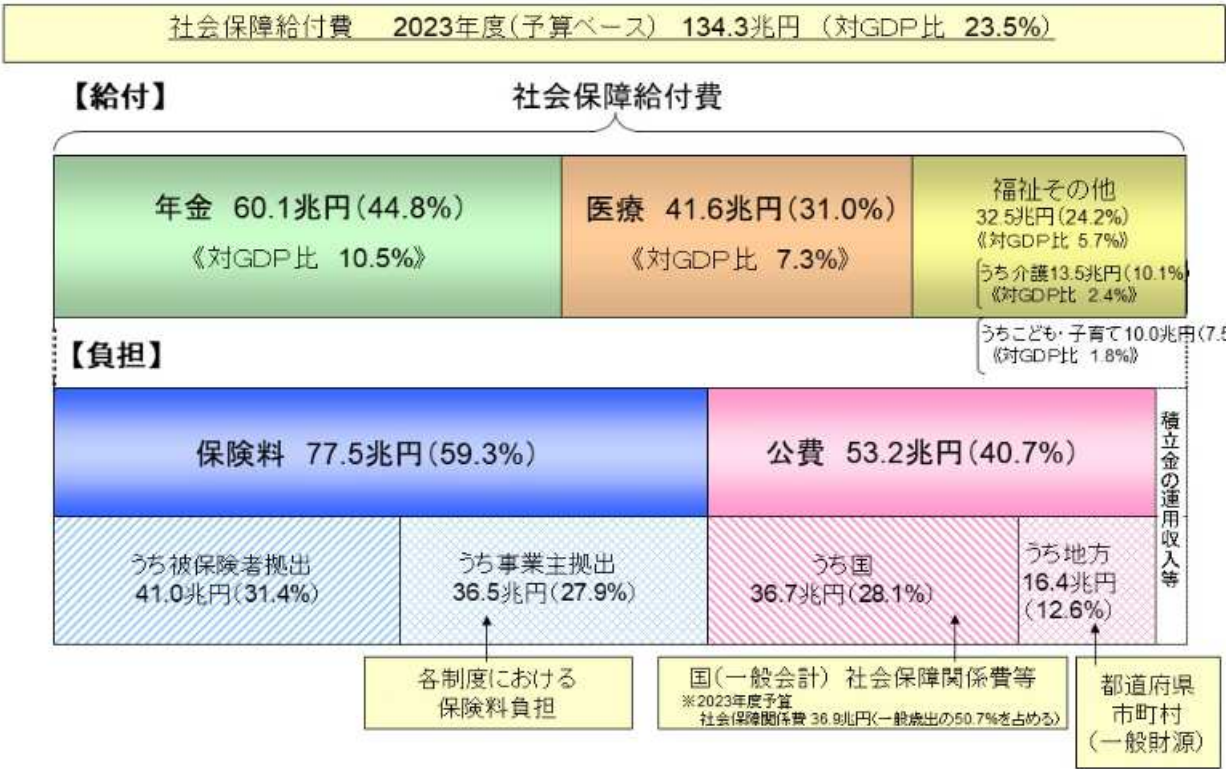 社会保障給付費 2023年度(予算ベース) 134.3兆円 (対GDP比 23.5%)
【給付】
社会保障給付費
年金 60.1兆円(44.8%)
《対GDP比 10.5%》
医療 41.6兆円(31.0%)
《対GDP比 7.3%》
福祉その他
32.5兆円(24.2%)
《対GDP比 5.7%》
うち介護13.5兆円(10.1%)
《対GDP比 2.4%》
うちこども・子育て10.0兆円(7.5
《対GDP比 1.8%》
【負担】
保険料 77.5兆円(59.3%)
公費 53.2兆円(40.7%)
積立金の運用収入等
うち被保険者拠出
41.0兆円(31.4%)
うち事業主拠出
36.5兆円(27.9%)
うち国
36.7兆円(28.1%)
うち地方
16.4兆円
(12.6%)
各制度における
保険料負担
国(一般会計) 社会保障関係費等
※2023年度予算
社会保障関係費 36.9兆円(一般歳出の50.7%を占める)
都道府県
市町村
(一般財源)